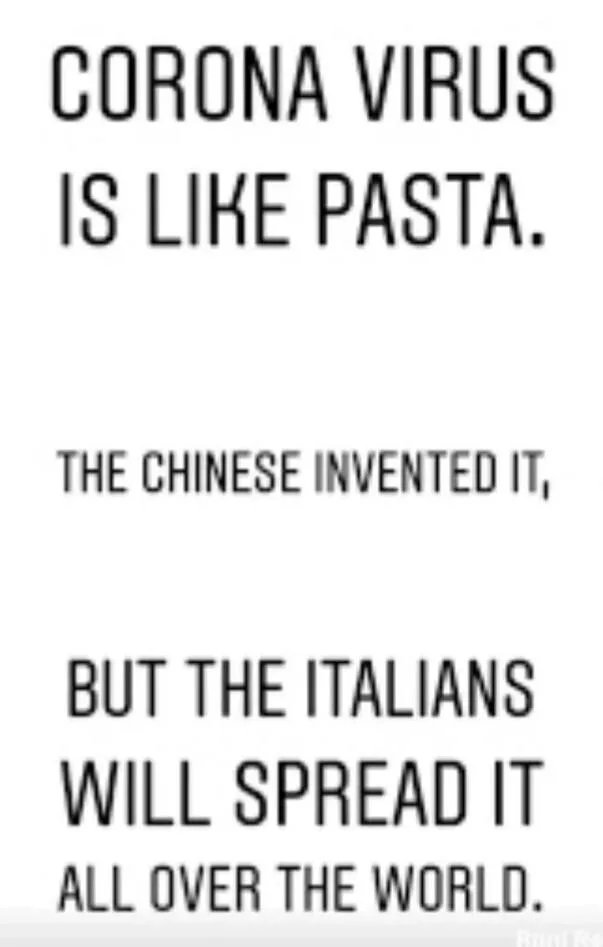 CORONA VIRUS
IS LIKE PASTA.
THE CHINESE INVENTED IT,
BUT THE ITALIANS
WILL SPREAD IT
ALL OVER THE WORLD.